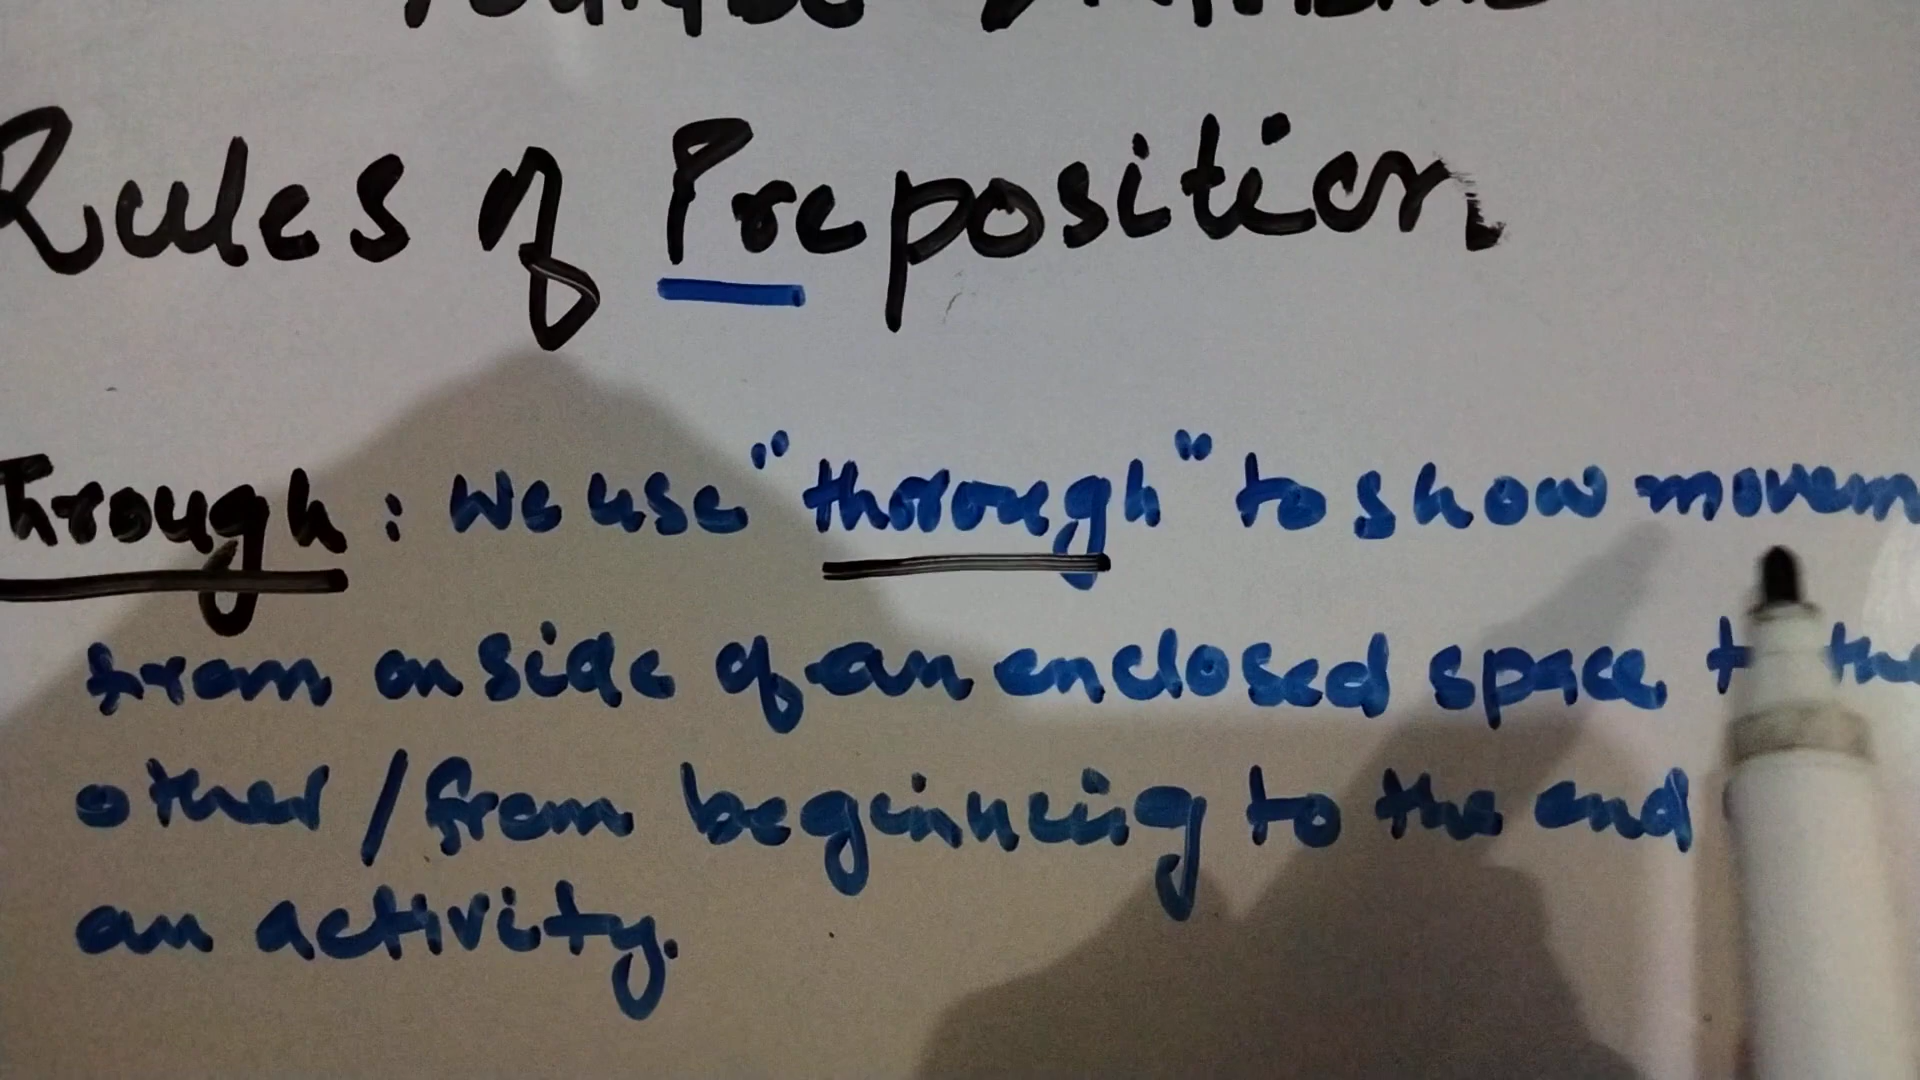 Rules of Preposition
Through: We use "thorough" to show movem
from on side of an enclosed space the
other / from beginning to the end
an activity.